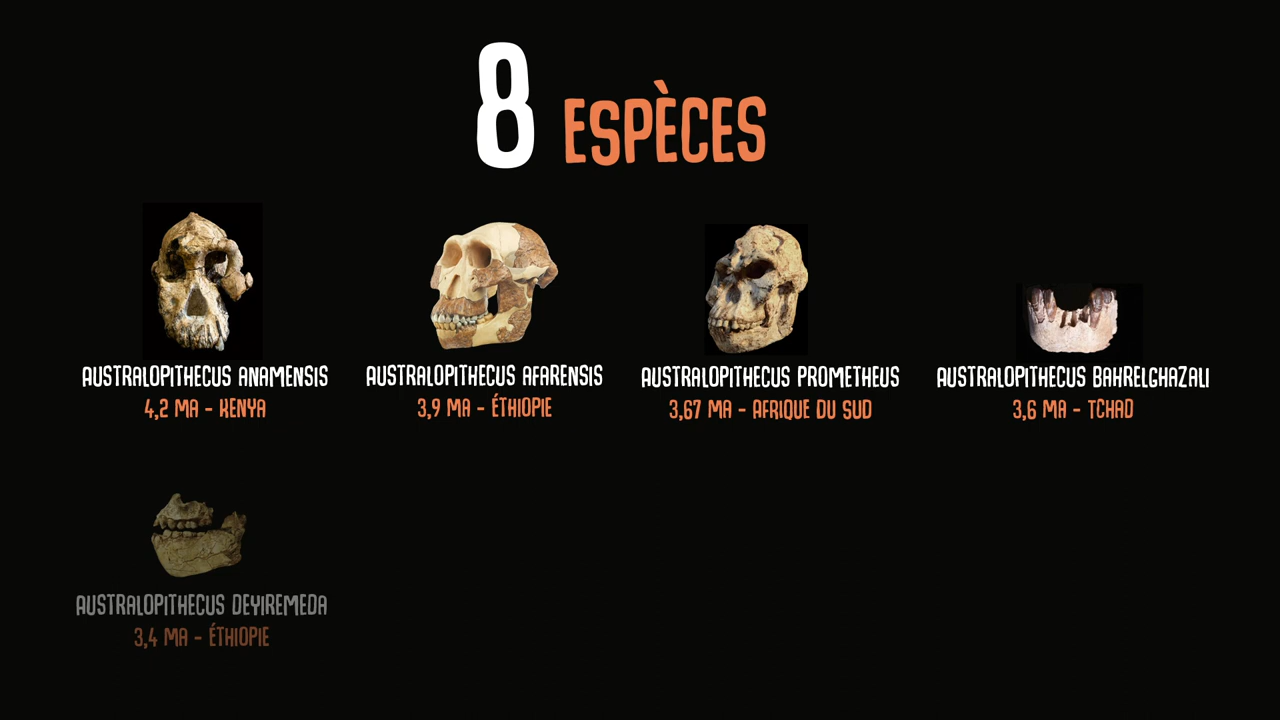 8 ESPÈCES
AUSTRALOPITHECUS ANAMENSIS
4,2 MA - KENYA
AUSTRALOPITHECUS AFARENSIS
3,9 MA - ÉTHIOPIE
AUSTRALOPITHECUS PROMETHEUS
3,67 MA - AFRIQUE DU SUD
AUSTRALOPITHECUS BAHRELGHAZALI
3,6 MA - TCHAD
AUSTRALOPITHECUS DEYIREMEDA
3,4 MA - ÉTHIOPIE